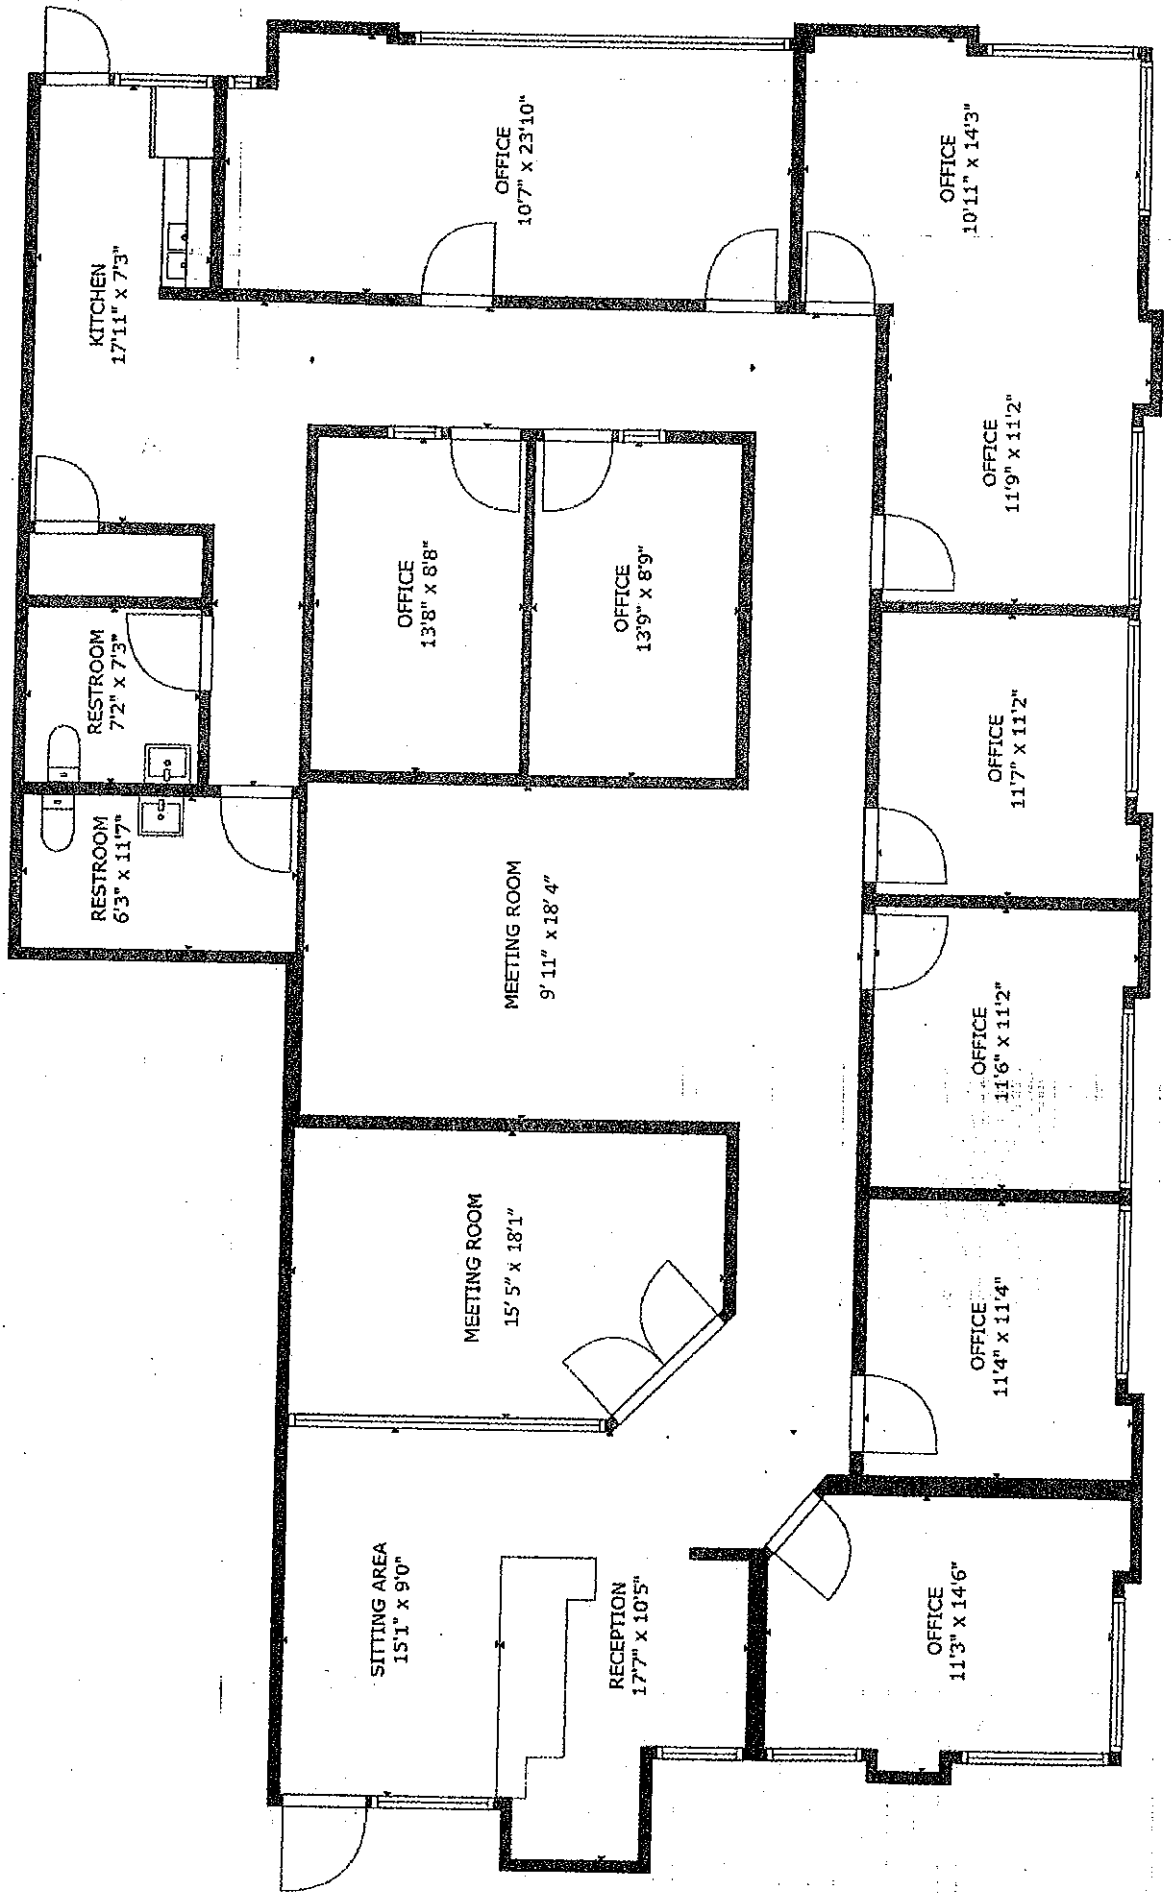 KITCHEN
17'11" x 7'3"
OFFICE
10'7" x 23'10"
OFFICE
10'11" x 14'3"
RESTROOM
7'2" x 7'3"
OFFICE
13'8" x 8'8"
OFFICE
13'9" x 8'9"
OFFICE
11'9" x 11'2"
RESTROOM
6'3" x 11'7"
MEETING ROOM
9' 11" x 18' 4"
OFFICE
11'7" x 11'2"
OFFICE
11'6" x 11'2"
MEETING ROOM
15' 5" x 18'1"
OFFICE
11'4" x 11'4"
SITTING AREA
15'1" x 9'0"
RECEPTION
17'7" x 10'5"
OFFICE
11'3" x 14'6"